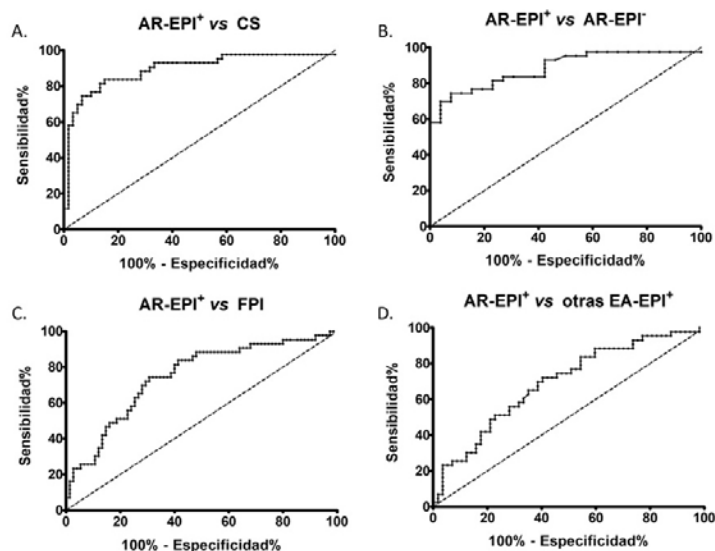 A.
AR-EPI⁺ vs CS
100
80
60
40
20
0
Sensibilidad%
0 20 40 60 80 100
100% - Especificidad%
B.
AR-EPI⁺ vs AR-EPI⁻
100
80
60
40
20
0
Sensibilidad%
0 20 40 60 80 100
100% - Especificidad%
C.
AR-EPI⁺ vs FPI
100
80
60
40
20
0
Sensibilidad%
0 20 40 60 80 100
100% - Especificidad%
D.
AR-EPI⁺ vs otras EA-EPI⁺
100
80
60
40
20
0
Sensibilidad%
0 20 40 60 80 100
100% - Especificidad%